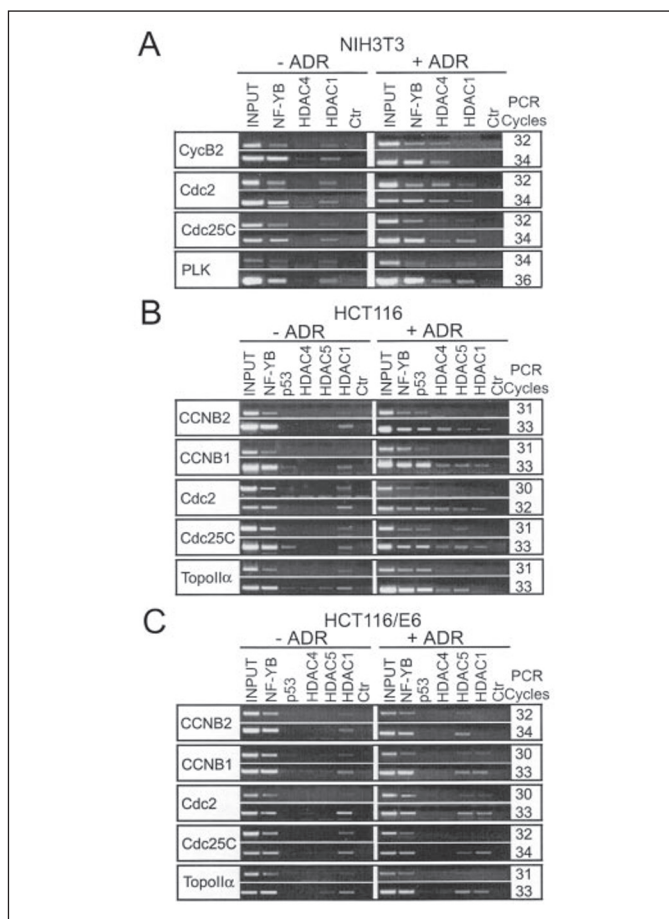 A
NIH3T3
- ADR + ADR
INPUT NF-YB HDAC4 HDAC1 Ctr INPUT NF-YB HDAC4 HDAC1 Ctr PCR Cycles
CycB2 32
34
Cdc2 32
34
Cdc25C 32
34
PLK 34
36
B
HCT116
- ADR + ADR
INPUT NF-YB p53 HDAC4 HDAC5 HDAC1 Ctr INPUT NF-YB p53 HDAC4 HDAC5 HDAC1 Ctr PCR Cycles
CCNB2 31
33
CCNB1 31
33
Cdc2 30
32
Cdc25C 31
33
TopoIIα 31
33
C
HCT116/E6
- ADR + ADR
INPUT NF-YB p53 HDAC4 HDAC5 HDAC1 Ctr INPUT NF-YB p53 HDAC4 HDAC5 HDAC1 Ctr PCR Cycles
CCNB2 32
34
CCNB1 30
33
Cdc2 30
33
Cdc25C 32
34
TopoIIα 31
33